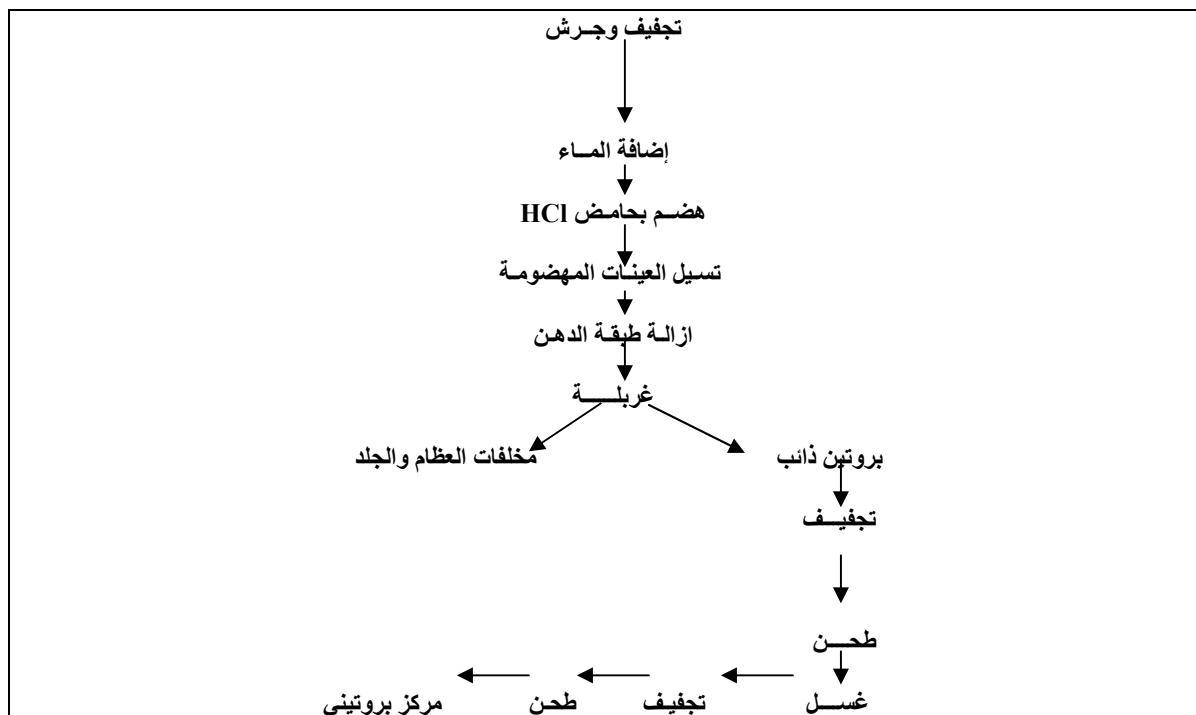 تجفيف وجرش
إضافة الماء
هضم بحامض HCl
تسيل العينات المهضومة
ازالة طبقة الدهن
غربلة
بروتين ذائب
مخلفات العظام والجلد
تجفيف
طحن
غسل
تجفيف
طحن
مركز بروتيني